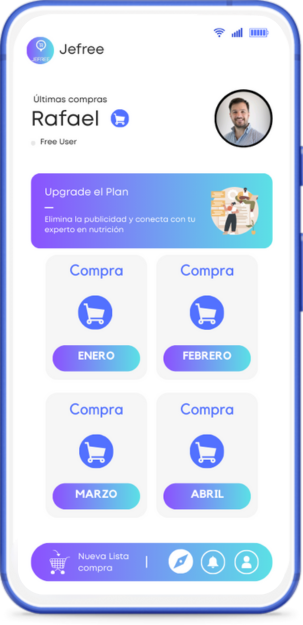 JEFREE
Jefree
Últimas compras
Rafael
Free User
Upgrade el Plan
Elimina la publicidad y conecta con tu
experto en nutrición
Compra
Compra
ENERO
FEBRERO
Compra
Compra
MARZO
ABRIL
Nueva Lista
compra